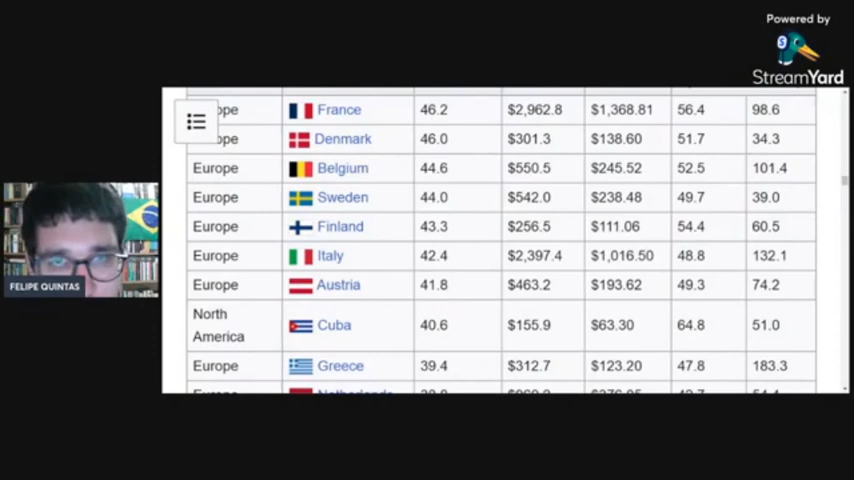 Powered by
StreamYard
ope France 46.2 $2,962.8 $1,368.81 56.4 98.6
ope Denmark 46.0 $301.3 $138.60 51.7 34.3
Europe Belgium 44.6 $550.5 $245.52 52.5 101.4
Europe Sweden 44.0 $542.0 $238.48 49.7 39.0
Europe Finland 43.3 $256.5 $111.06 54.4 60.5
Europe Italy 42.4 $2,397.4 $1,016.50 48.8 132.1
Europe Austria 41.8 $463.2 $193.62 49.3 74.2
North
America Cuba 40.6 $155.9 $63.30 64.8 51.0
Europe Greece 39.4 $312.7 $123.20 47.8 183.3
FELIPE QUINTAS